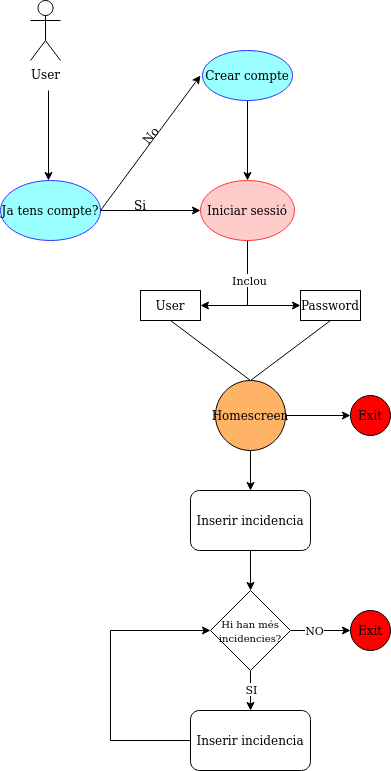 User
Crear compte
No
Ja tens compte?
Si
Iniciar sessió
Inclou
User
Password
Homescreen
Exit
Inserir incidencia
Hi han més
incidencies?
NO
Exit
SI
Inserir incidencia